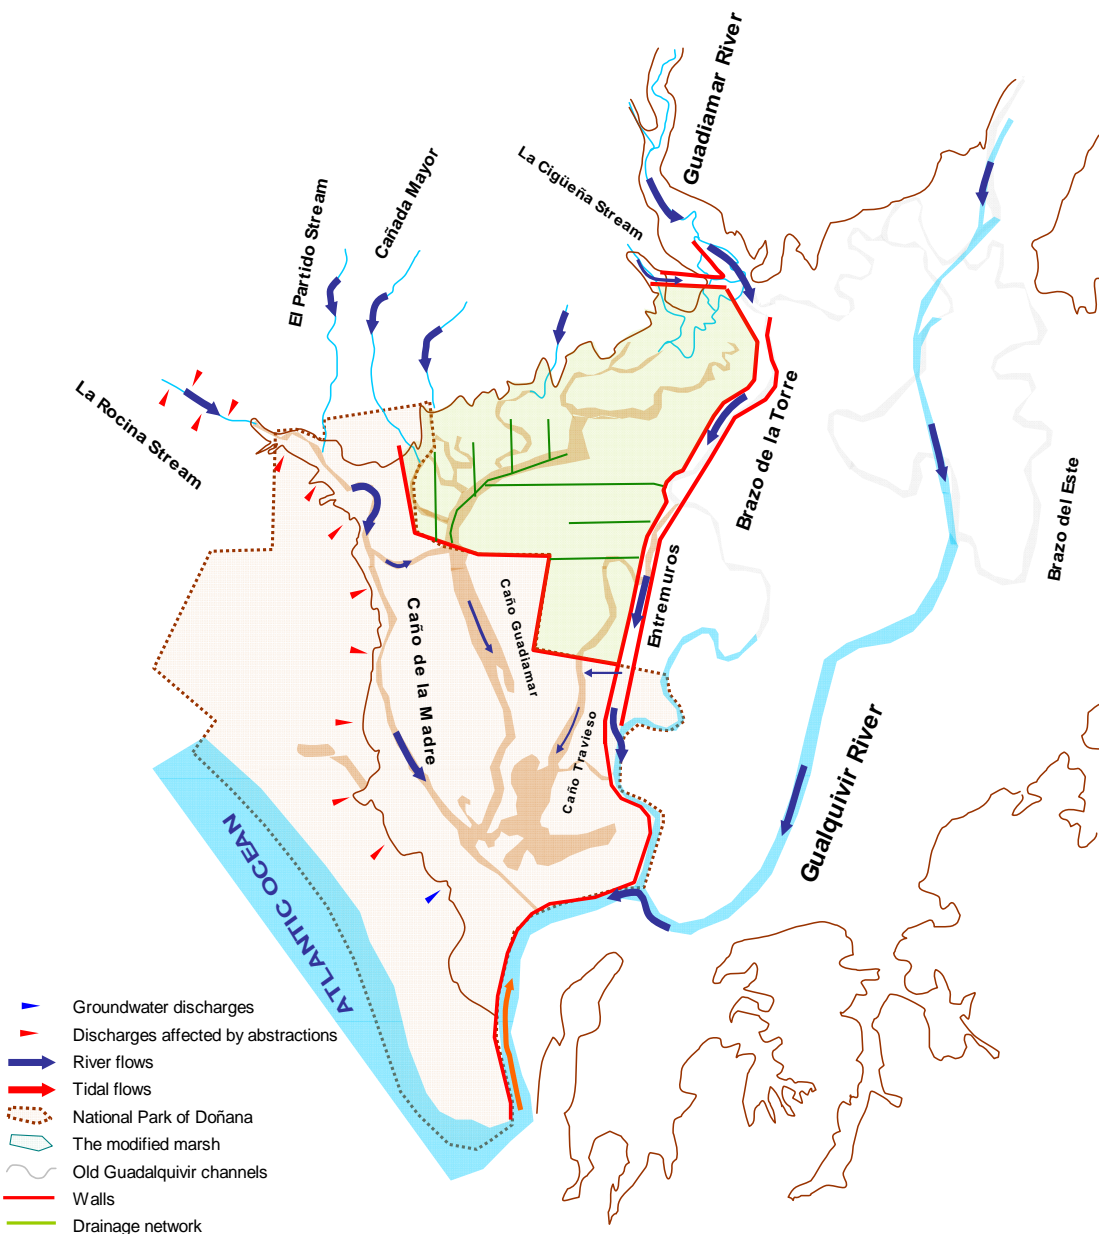 Guadiamar River
La Cigüeña Stream
Cañada Mayor
El Partido Stream
La Rocina Stream
Brazo de la Torre
Brazo del Este
Entremuros
Caño Guadiamar
Caño de la Madre
Caño Travieso
Gualquivir River
ATLANTIC OCEAN
Groundwater discharges
Discharges affected by abstractions
River flows
Tidal flows
National Park of Doñana
The modified marsh
Old Guadalquivir channels
Walls
Drainage network